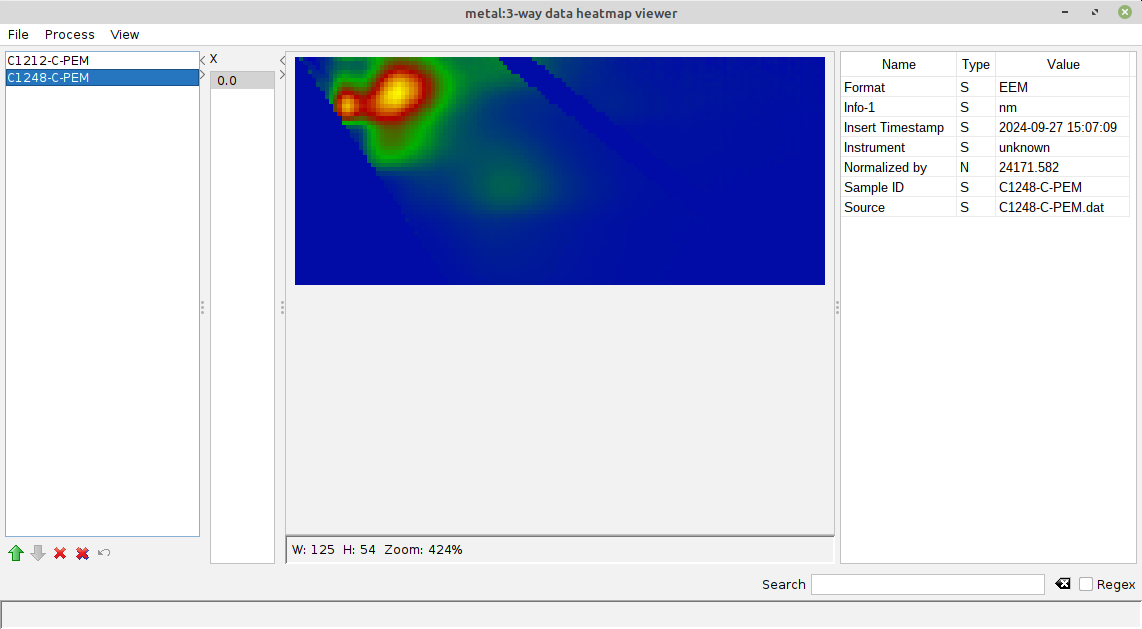 metal:3-way data heatmap viewer
File Process View
C1212-C-PEM
C1248-C-PEM
X
0.0
Name Type Value
Format S EEM
Info-1 S nm
Insert Timestamp S 2024-09-27 15:07:09
Instrument S unknown
Normalized by N 24171.582
Sample ID S C1248-C-PEM
Source S C1248-C-PEM.dat
W: 125 H: 54 Zoom: 424%
Search Regex